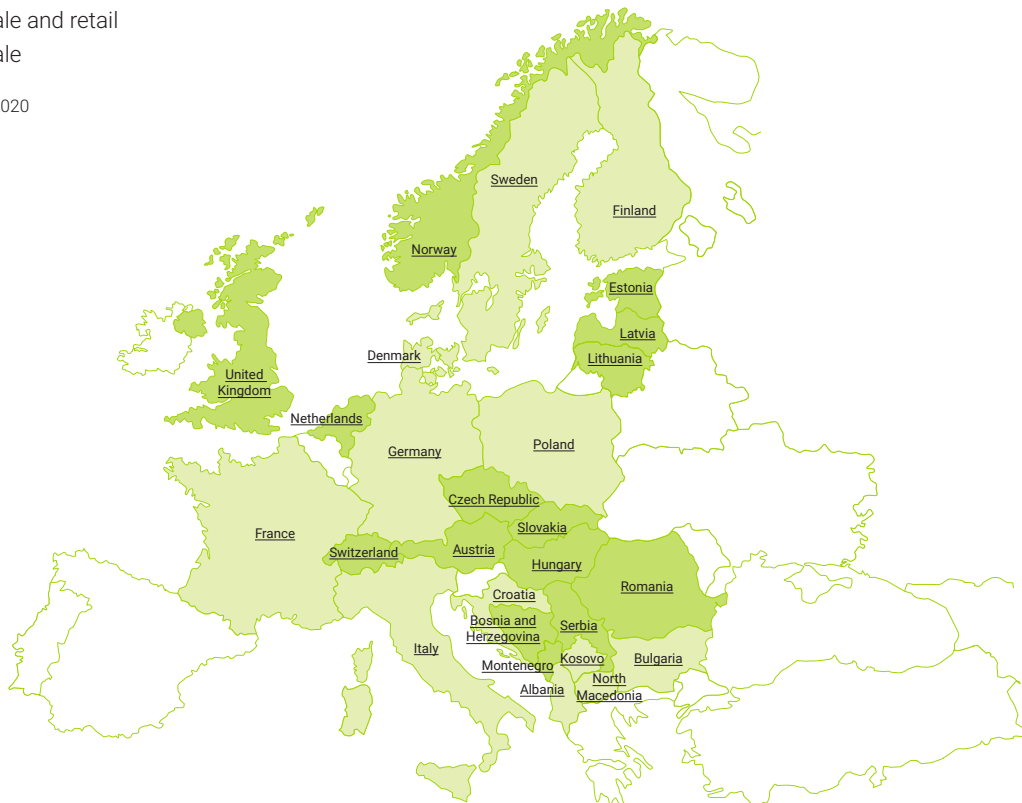 ale and retail
ale
020
Sweden
Finland
Norway
Estonia
Latvia
Denmark
Lithuania
United
Kingdom
Netherlands
Germany
Poland
Czech Republic
Slovakia
France
Switzerland
Austria
Hungary
Romania
Croatia
Bosnia and
Herzegovina
Serbia
Italy
Kosovo
Bulgaria
Montenegro
North
Macedonia
Albania